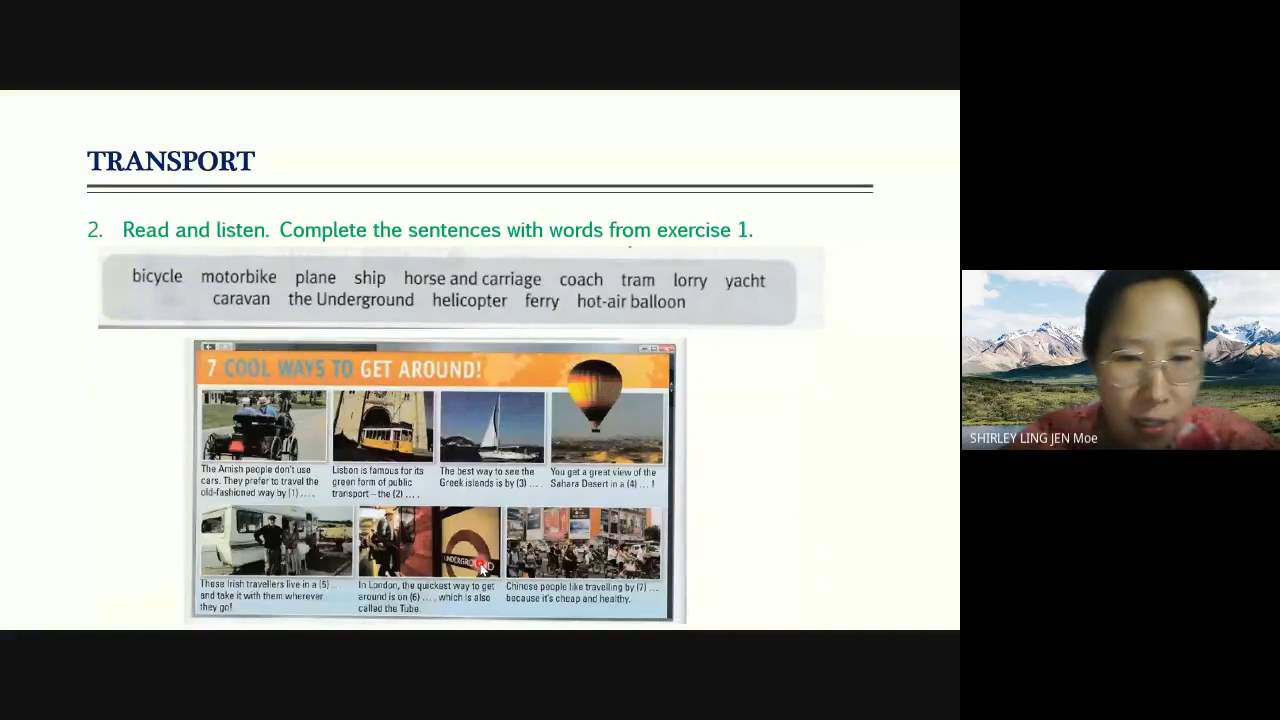 TRANSPORT
2. Read and listen. Complete the sentences with words from exercise 1.
bicycle motorbike plane ship horse and carriage coach tram lorry yacht
caravan the Underground helicopter ferry hot-air balloon
7 COOL WAYS TO GET AROUND!
The Amish people don't use
cars. They prefer to travel the
old-fashioned way by (1) ....
Lisbon is famous for its
green form of public
transport – the (2) ....
The best way to see the
Greek islands is by (3) ....
You get a great view of the
Sahara Desert in a (4) ... !
These Irish travellers live in a (5) ...
and take it with them wherever
they go!
UNDERGROUND
In London, the quickest way to get
around is on (6) ...., which is also
called the Tube.
Chinese people like travelling by (7) ...
because it's cheap and healthy.
SHIRLEY LING JEN Moe